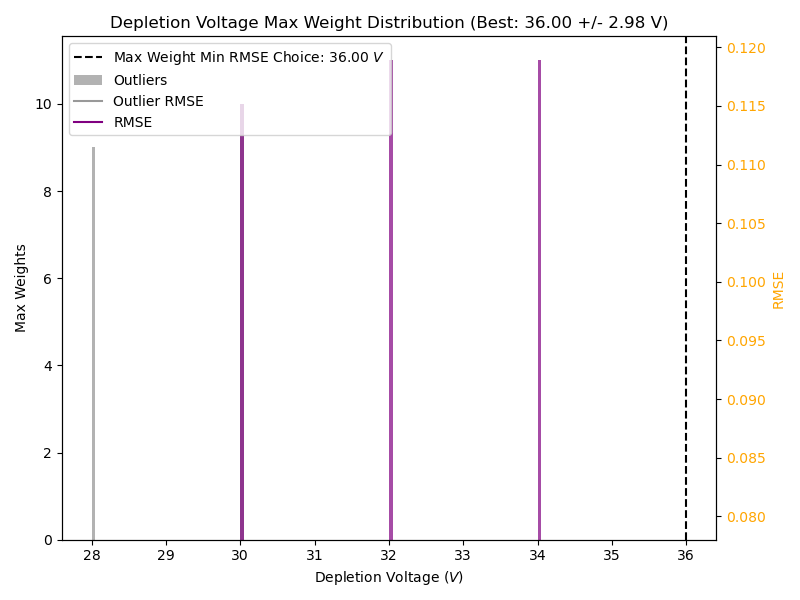 Depletion Voltage Max Weight Distribution (Best: 36.00 +/- 2.98 V)
Max Weight Min RMSE Choice: 36.00 V
Outliers
Outlier RMSE
RMSE
Max Weights
10
8
6
4
2
0
0.120
0.115
0.110
0.105
0.100
0.095
0.090
0.085
0.080
RMSE
28 29 30 31 32 33 34 35 36
Depletion Voltage (V)